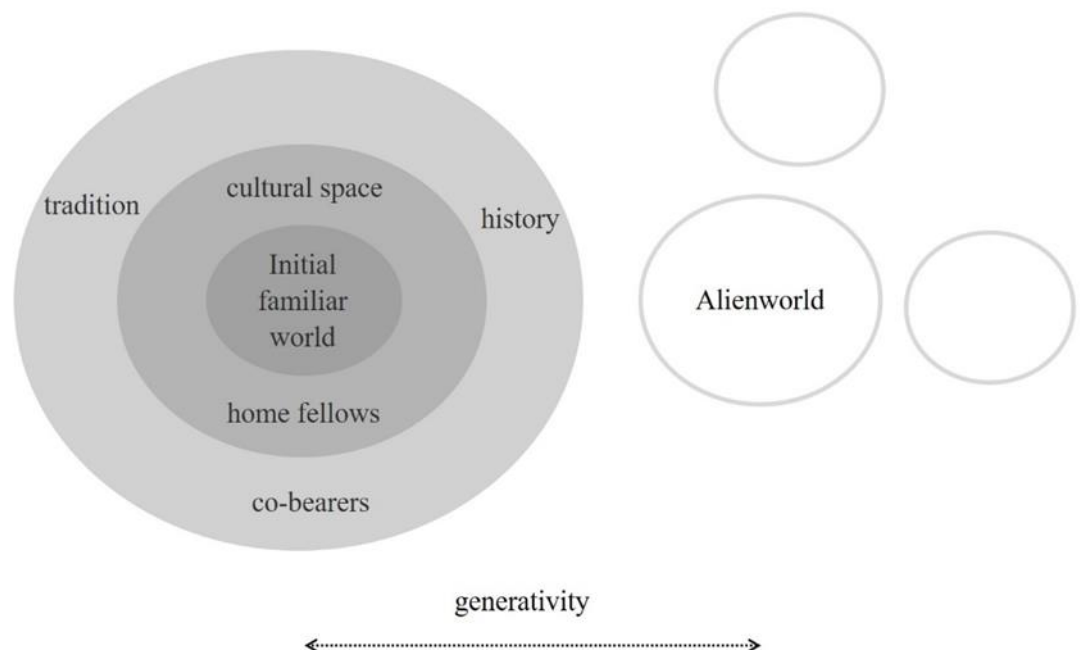 cultural space
tradition
history
Initial
familiar
world
Alienworld
home fellows
co-bearers
generativity